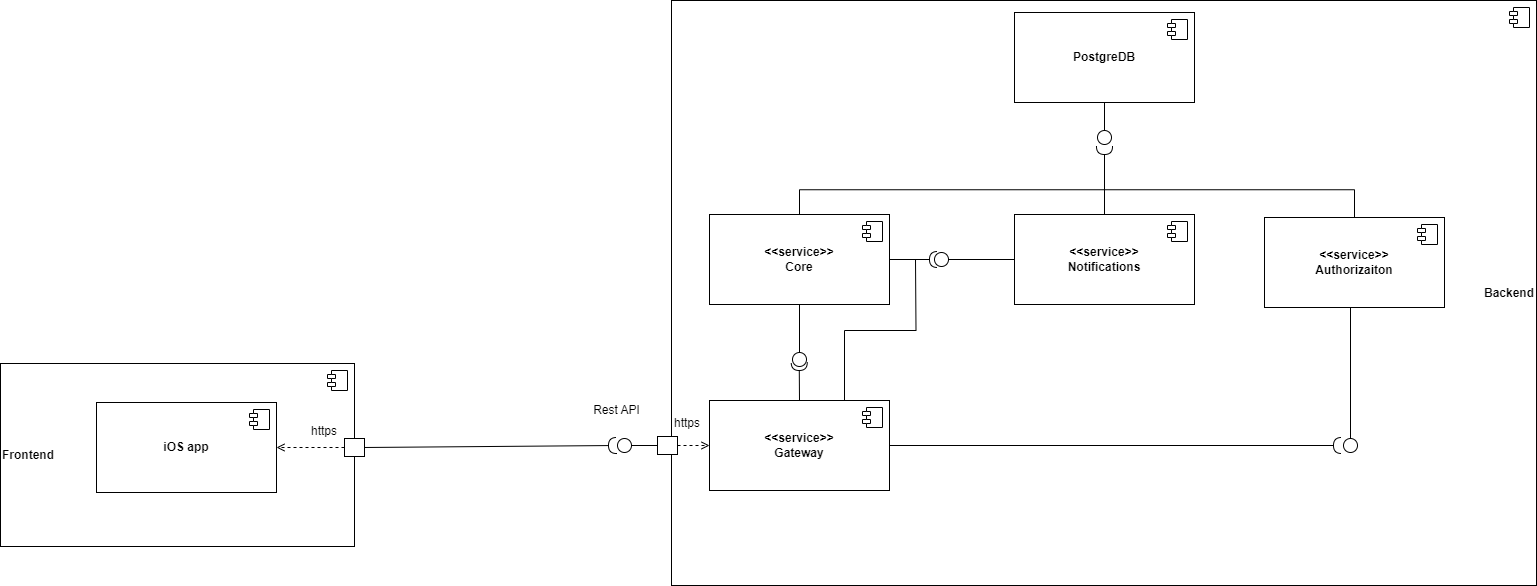 PostgreDB
<<service>>
Core
<<service>>
Notifications
<<service>>
Authorizaiton
Backend
Rest API
https
https
Frontend
iOS app
<<service>>
Gateway